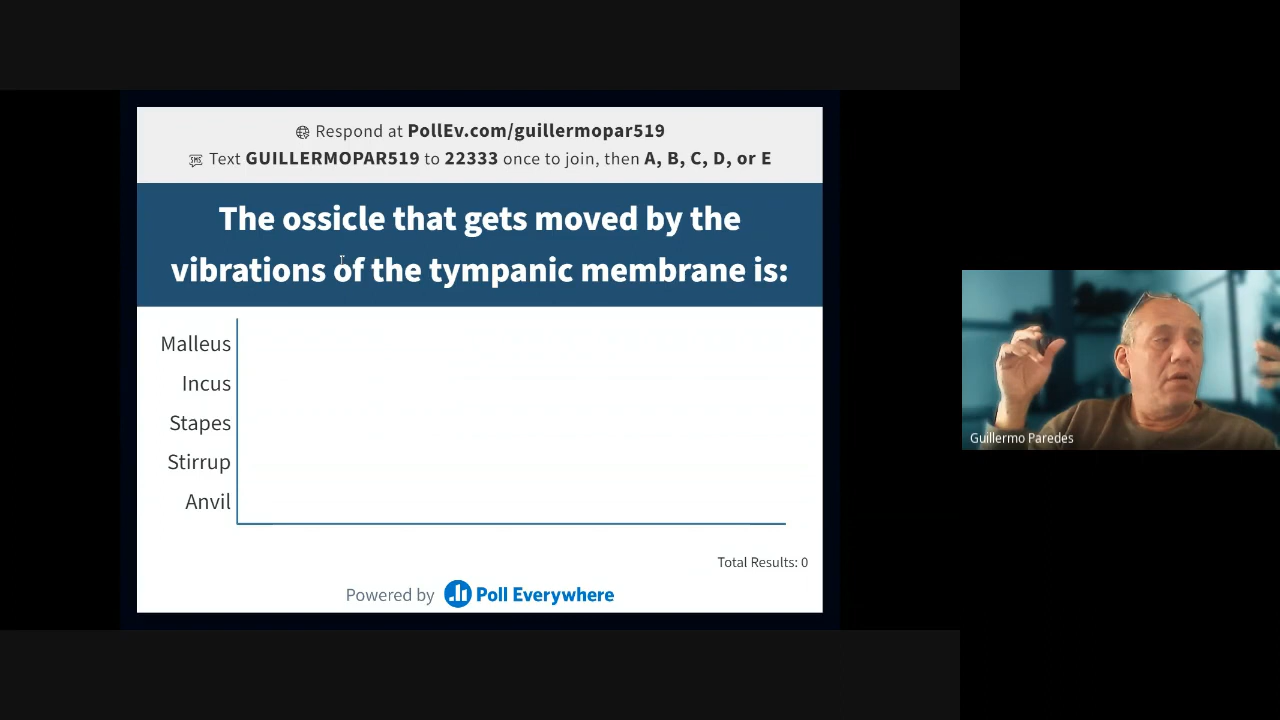 Respond at PollEv.com/guillermopar519
Text GUILLERMOPAR519 to 22333 once to join, then A, B, C, D, or E
The ossicle that gets moved by the
vibrations of the tympanic membrane is:
Malleus
Incus
Stapes
Stirrup
Anvil
Total Results: 0
Powered by Poll Everywhere
Guillermo Paredes